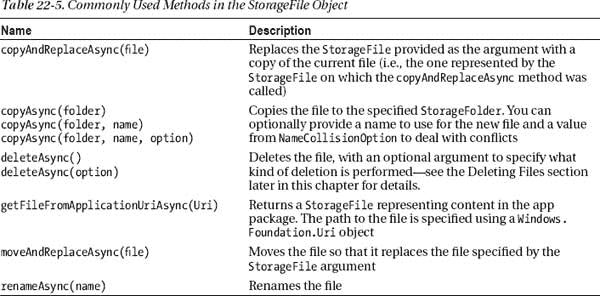 Table 22-5. Commonly Used Methods in the StorageFile Object
Name Description
copyAndReplaceAsync(file) Replaces the StorageFile provided as the argument with a
copy of the current file (i.e., the one represented by the
StorageFile on which the copyAndReplaceAsync method was
called)
copyAsync(folder) Copies the file to the specified StorageFolder. You can
copyAsync(folder, name) optionally provide a name to use for the new file and a value
copyAsync(folder, name, option) from NameCollisionOption to deal with conflicts
deleteAsync() Deletes the file, with an optional argument to specify what
deleteAsync(option) kind of deletion is performed—see the Deleting Files section
later in this chapter for details.
getFileFromApplicationUriAsync(Uri) Returns a StorageFile representing content in the app
package. The path to the file is specified using a Windows.
Foundation.Uri object
moveAndReplaceAsync(file) Moves the file so that it replaces the file specified by the
StorageFile argument
renameAsync(name) Renames the file